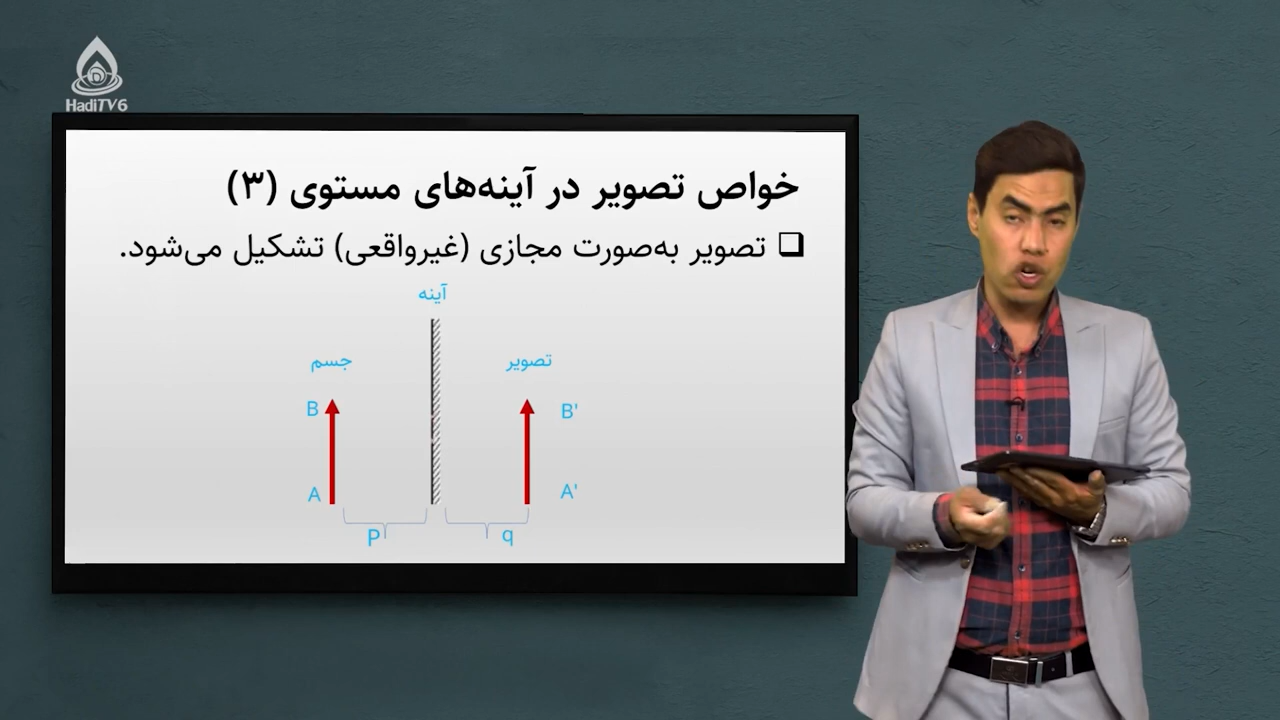 HadiTV6
خواص تصویر در آینه‌های مستوی (۳)
❑ تصویر به‌صورت مجازی (غیرواقعی) تشکیل می‌شود.
آینه
جسم
تصویر
B
B'
A
A'
P
q